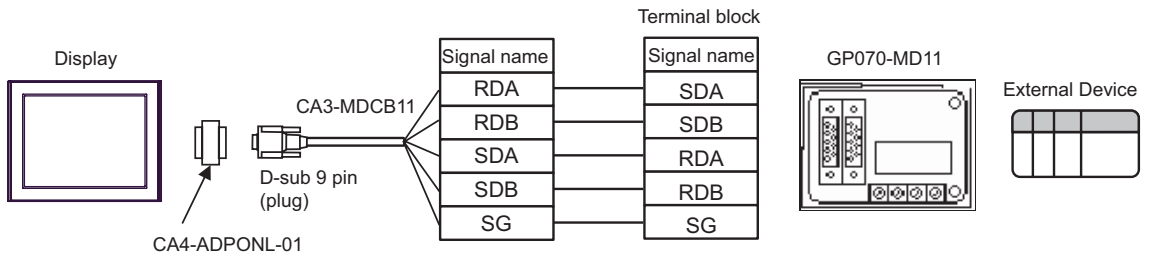 Terminal block
Display
Signal name
Signal name
GP070-MD11
External Device
CA3-MDCB11
RDA
SDA
RDB
SDB
SDA
RDA
SDB
RDB
SG
SG
D-sub 9 pin
(plug)
CA4-ADPONL-01